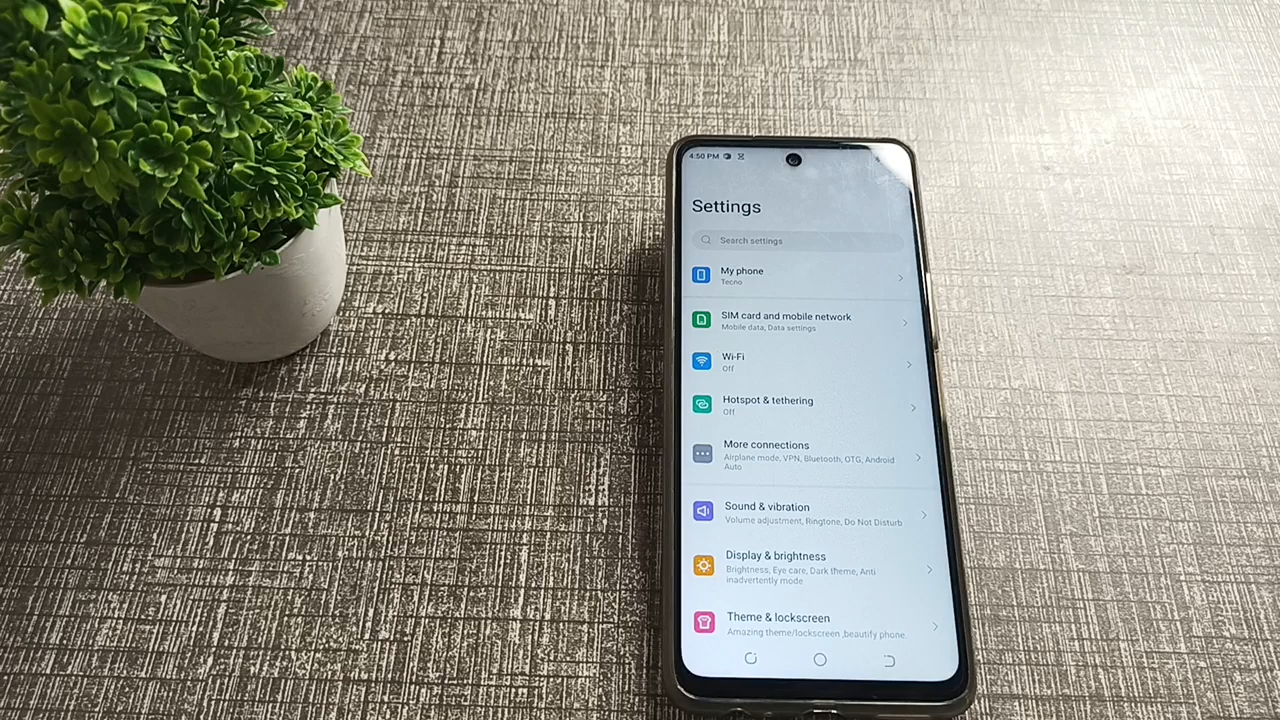 4:50 PM
Settings
Search settings
My phone
Tecno
SIM card and mobile network
Mobile data, Data settings
Wi-Fi
Off
Hotspot & tethering
Off
More connections
Airplane mode, VPN, Bluetooth, OTG, Android
Auto
Sound & vibration
Volume adjustment, Ringtone, Do Not Disturb
Display & brightness
Brightness, Eye care, Dark theme, Anti
inadvertently mode
Theme & lockscreen
Amazing theme/lockscreen ,beautify phone.